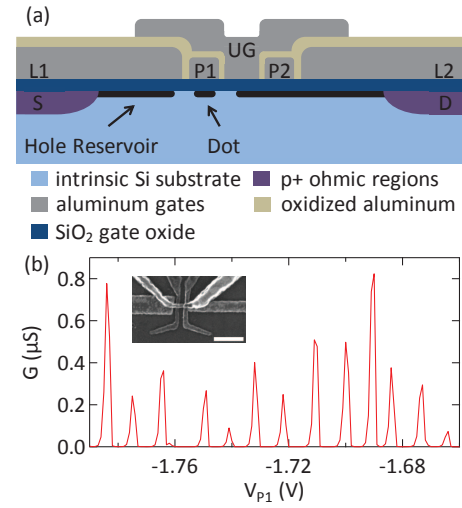 (a)
UG
L1
P1
P2
L2
S
D
Hole Reservoir
Dot
intrinsic Si substrate
p+ ohmic regions
aluminum gates
oxidized aluminum
SiO₂ gate oxide
(b)
0.8
0.6
0.4
0.2
0.0
G (µS)
-1.76
-1.72
-1.68
V_P1 (V)